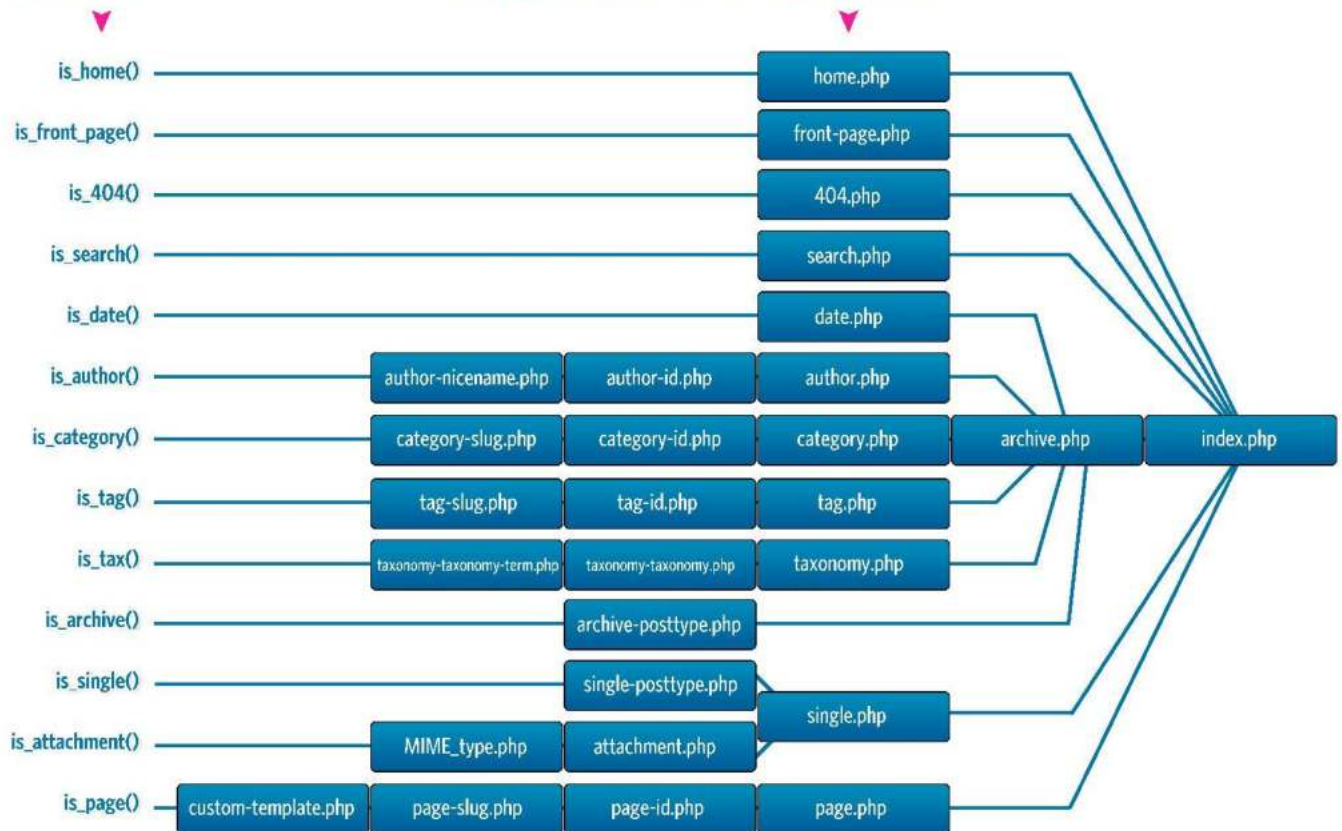 is_home() home.php
is_front_page() front-page.php
is_404() 404.php
is_search() search.php
is_date() date.php
is_author() author-nicename.php author-id.php author.php
is_category() category-slug.php category-id.php category.php archive.php index.php
is_tag() tag-slug.php tag-id.php tag.php
is_tax() taxonomy-taxonomy-term.php taxonomy-taxonomy.php taxonomy.php
is_archive() archive-posttype.php
is_single() single-posttype.php
single.php
is_attachment() MIME_type.php attachment.php
is_page() custom-template.php page-slug.php page-id.php page.php